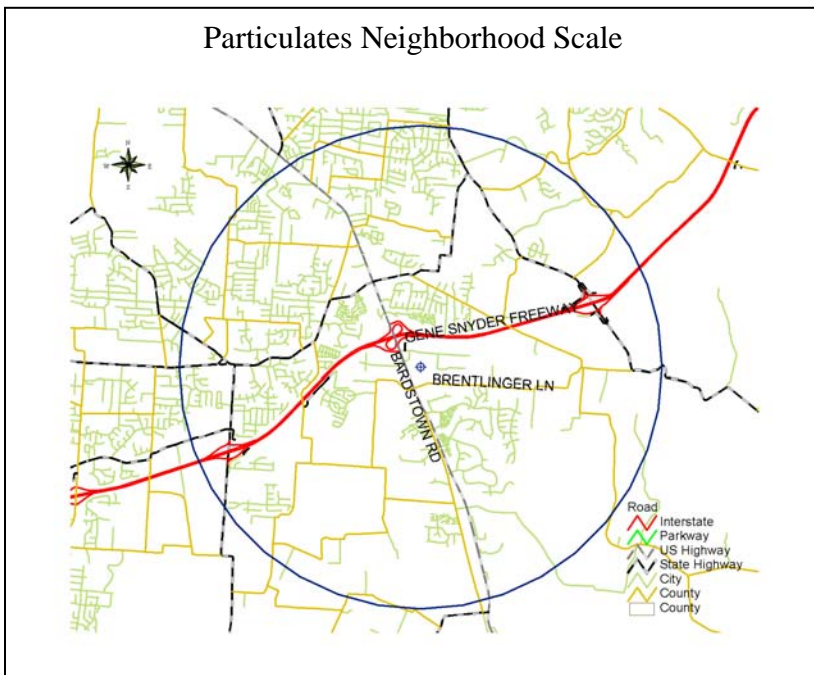 Particulates Neighborhood Scale
N
W
E
S
GENE SNYDER FREEWAY
BRENTLINGER LN
BARDSTOWN RD
Road
Interstate
Parkway
US Highway
State Highway
City
County
County